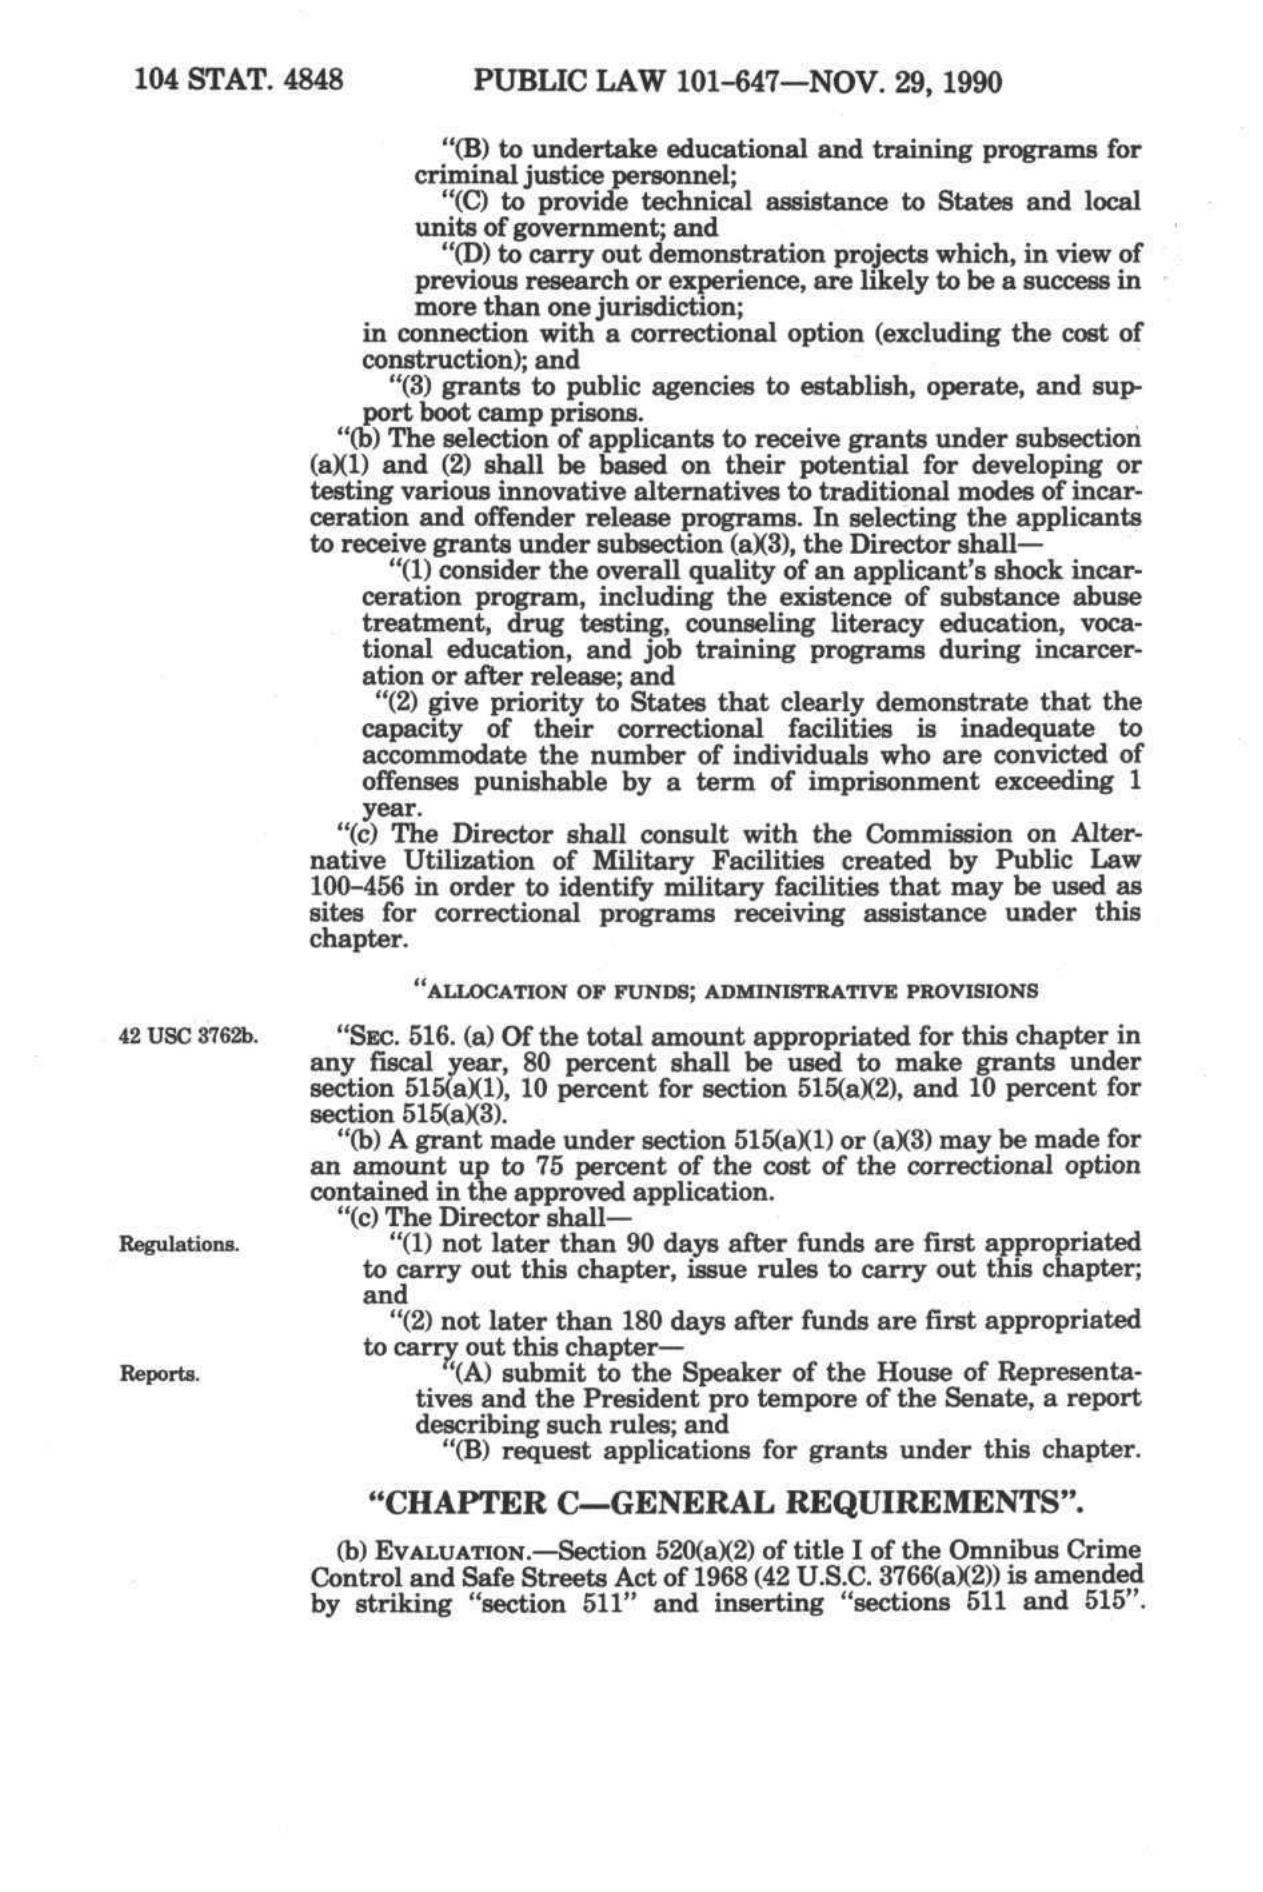 104 STAT. 4848 PUBLIC LAW 101–647—NOV. 29, 1990
“(B) to undertake educational and training programs for
criminal justice personnel;
“(C) to provide technical assistance to States and local
units of government; and
“(D) to carry out demonstration projects which, in view of
previous research or experience, are likely to be a success in
more than one jurisdiction;
in connection with a correctional option (excluding the cost of
construction); and
“(3) grants to public agencies to establish, operate, and sup-
port boot camp prisons.
“(b) The selection of applicants to receive grants under subsection
(a)(1) and (2) shall be based on their potential for developing or
testing various innovative alternatives to traditional modes of incar-
ceration and offender release programs. In selecting the applicants
to receive grants under subsection (a)(3), the Director shall—
“(1) consider the overall quality of an applicant's shock incar-
ceration program, including the existence of substance abuse
treatment, drug testing, counseling literacy education, voca-
tional education, and job training programs during incarcer-
ation or after release; and
“(2) give priority to States that clearly demonstrate that the
capacity of their correctional facilities is inadequate to
accommodate the number of individuals who are convicted of
offenses punishable by a term of imprisonment exceeding 1
year.
“(c) The Director shall consult with the Commission on Alter-
native Utilization of Military Facilities created by Public Law
100–456 in order to identify military facilities that may be used as
sites for correctional programs receiving assistance under this
chapter.
“ALLOCATION OF FUNDS; ADMINISTRATIVE PROVISIONS
42 USC 3762b. “SEC. 516. (a) Of the total amount appropriated for this chapter in
any fiscal year, 80 percent shall be used to make grants under
section 515(a)(1), 10 percent for section 515(a)(2), and 10 percent for
section 515(a)(3).
“(b) A grant made under section 515(a)(1) or (a)(3) may be made for
an amount up to 75 percent of the cost of the correctional option
contained in the approved application.
“(c) The Director shall—
Regulations. “(1) not later than 90 days after funds are first appropriated
to carry out this chapter, issue rules to carry out this chapter;
and
“(2) not later than 180 days after funds are first appropriated
to carry out this chapter—
Reports. “(A) submit to the Speaker of the House of Representa-
tives and the President pro tempore of the Senate, a report
describing such rules; and
“(B) request applications for grants under this chapter.
“CHAPTER C—GENERAL REQUIREMENTS”.
(b) EVALUATION.—Section 520(a)(2) of title I of the Omnibus Crime
Control and Safe Streets Act of 1968 (42 U.S.C. 3766(a)(2)) is amended
by striking “section 511” and inserting “sections 511 and 515”.